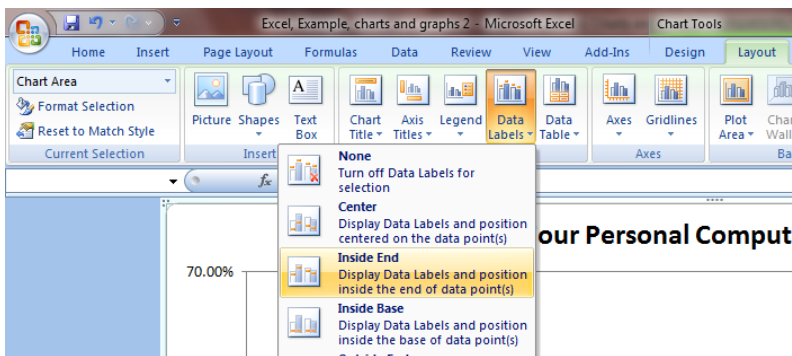 Excel, Example, charts and graphs 2 - Microsoft Excel
Chart Tools
Home Insert Page Layout Formulas Data Review View Add-Ins Design Layout
Chart Area
Format Selection
Reset to Match Style
Current Selection
Picture Shapes Text Box
Insert
Chart Title Axis Titles Legend Data Labels Data Table
Axes Gridlines
Axes
Plot Area
None
Turn off Data Labels for
selection
Center
Display Data Labels and position
centered on the data point(s)
Inside End
Display Data Labels and position
inside the end of data point(s)
Inside Base
Display Data Labels and position
inside the base of data point(s)
fx
our Personal Comput
70.00%